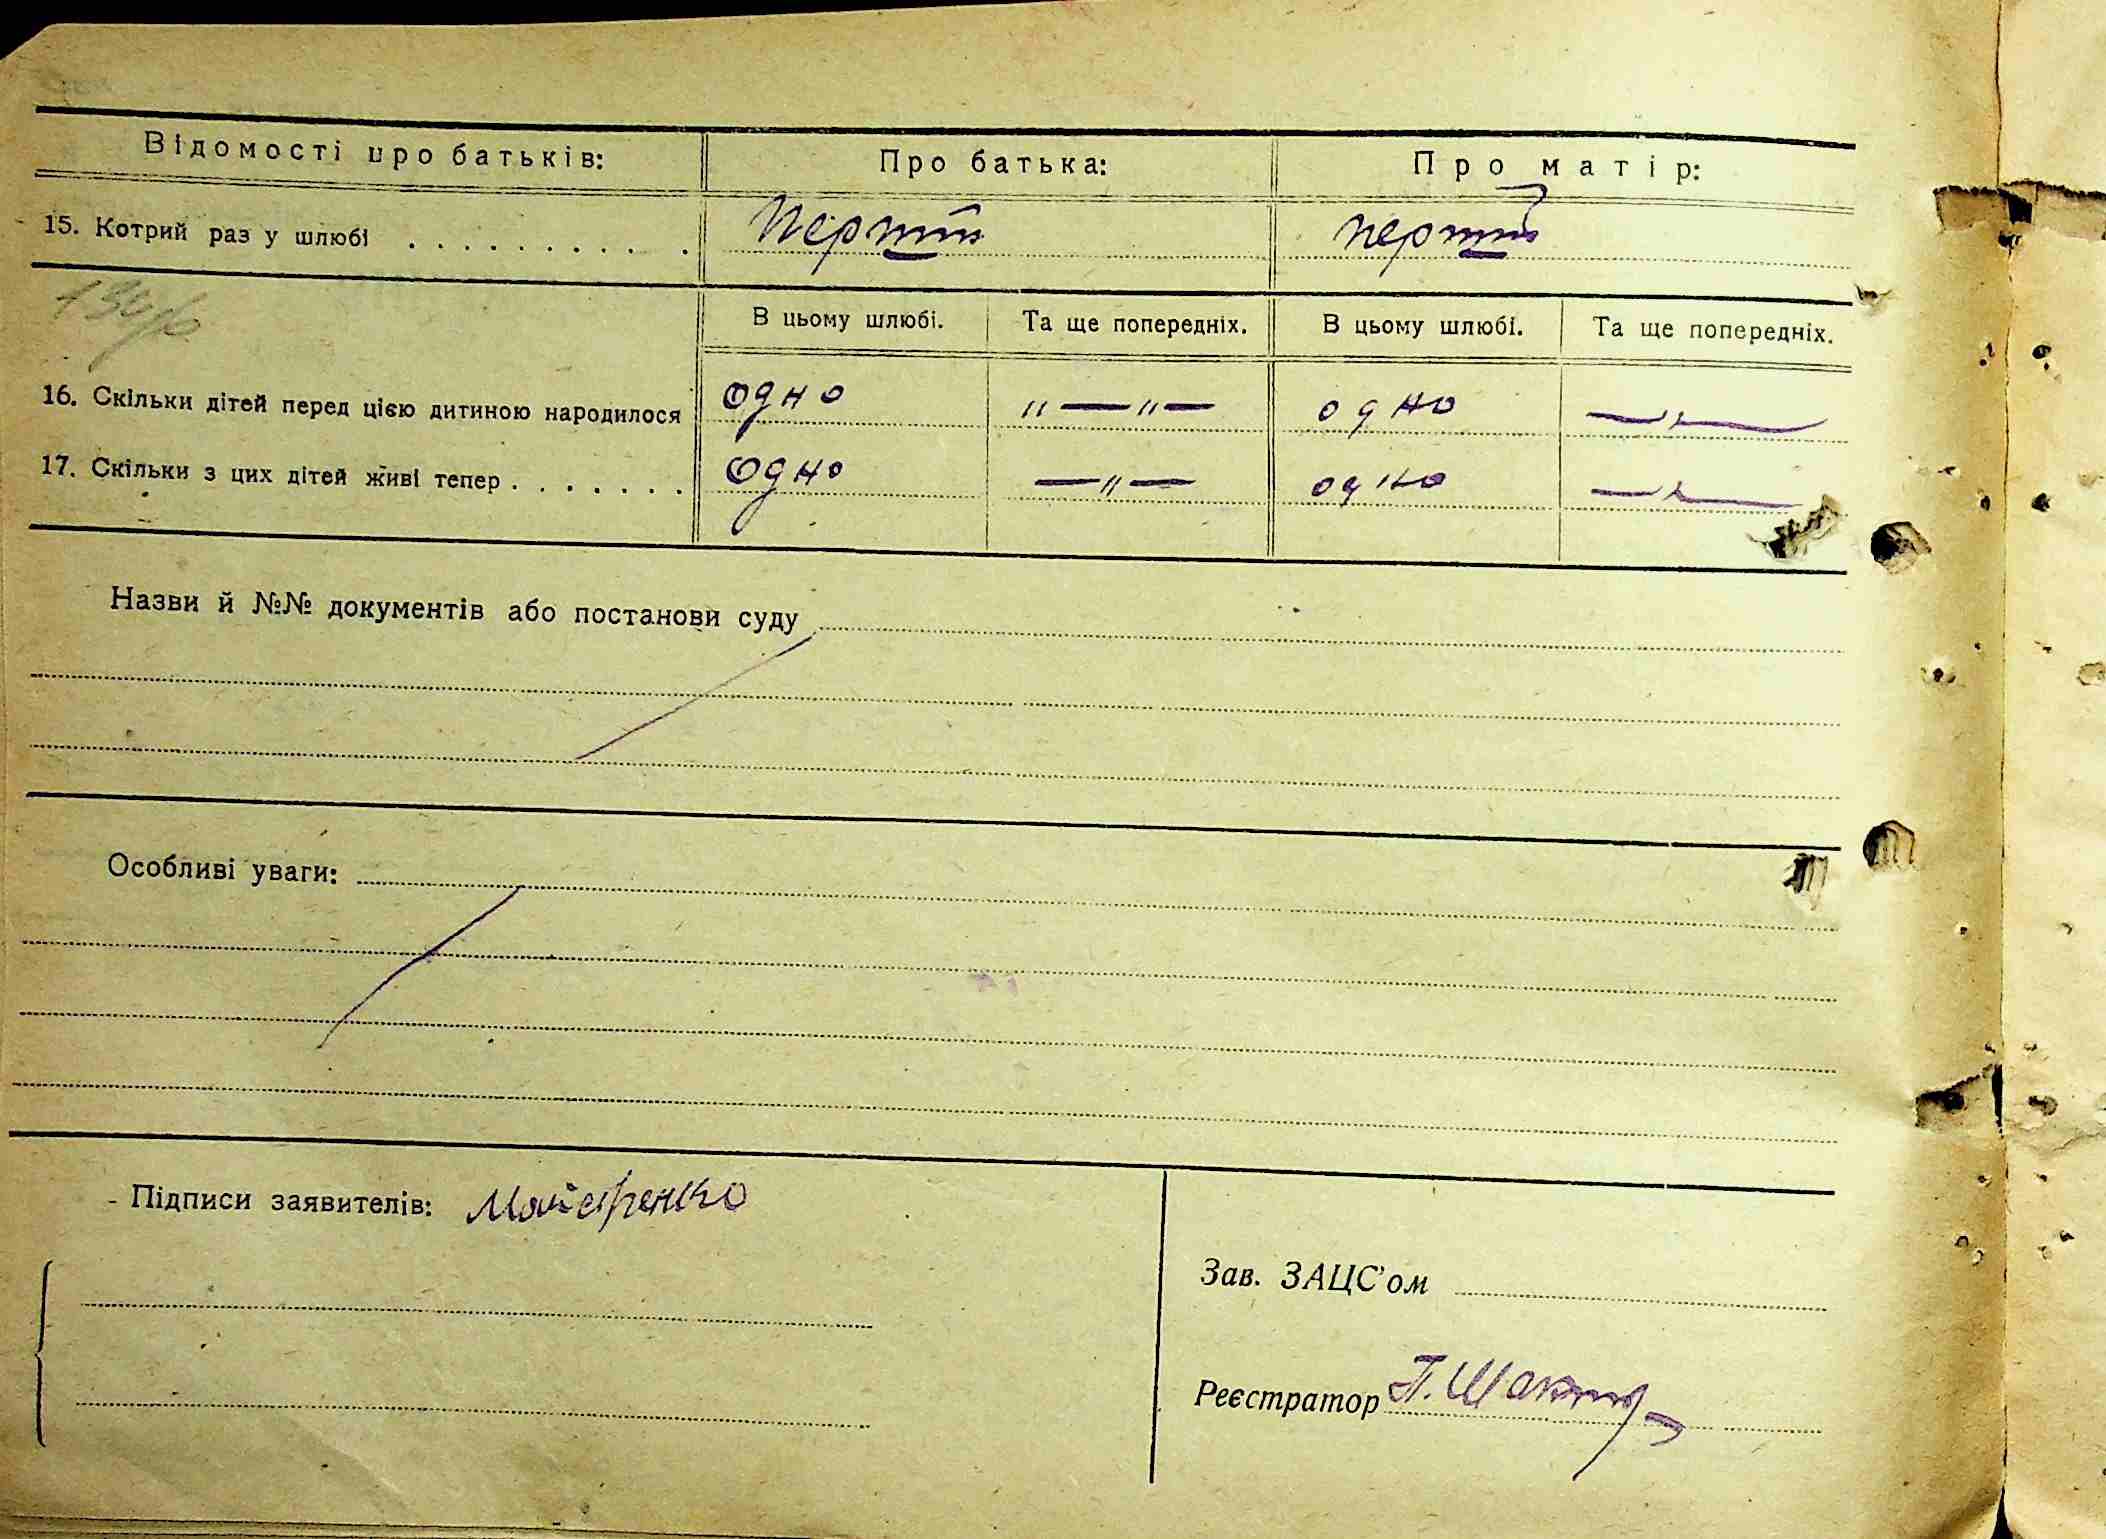 Відомості про батьків: Про батька: Про матір:
15. Котрий раз у шлюбі . . . . . . . . . . Перший перший
В цьому шлюбі. Та ще попередніх. В цьому шлюбі. Та ще попередніх.
16. Скільки дітей перед цією дитиною народилося одно „ — „ — одно — „ —
17. Скільки з цих дітей живі тепер . . . . . . . одно — „ — одно — „ —
Назви й №№ документів або постанови суду
Особливі уваги:
- Підписи заявителів:
Зав. ЗАЦС'ом
Реєстратор П.